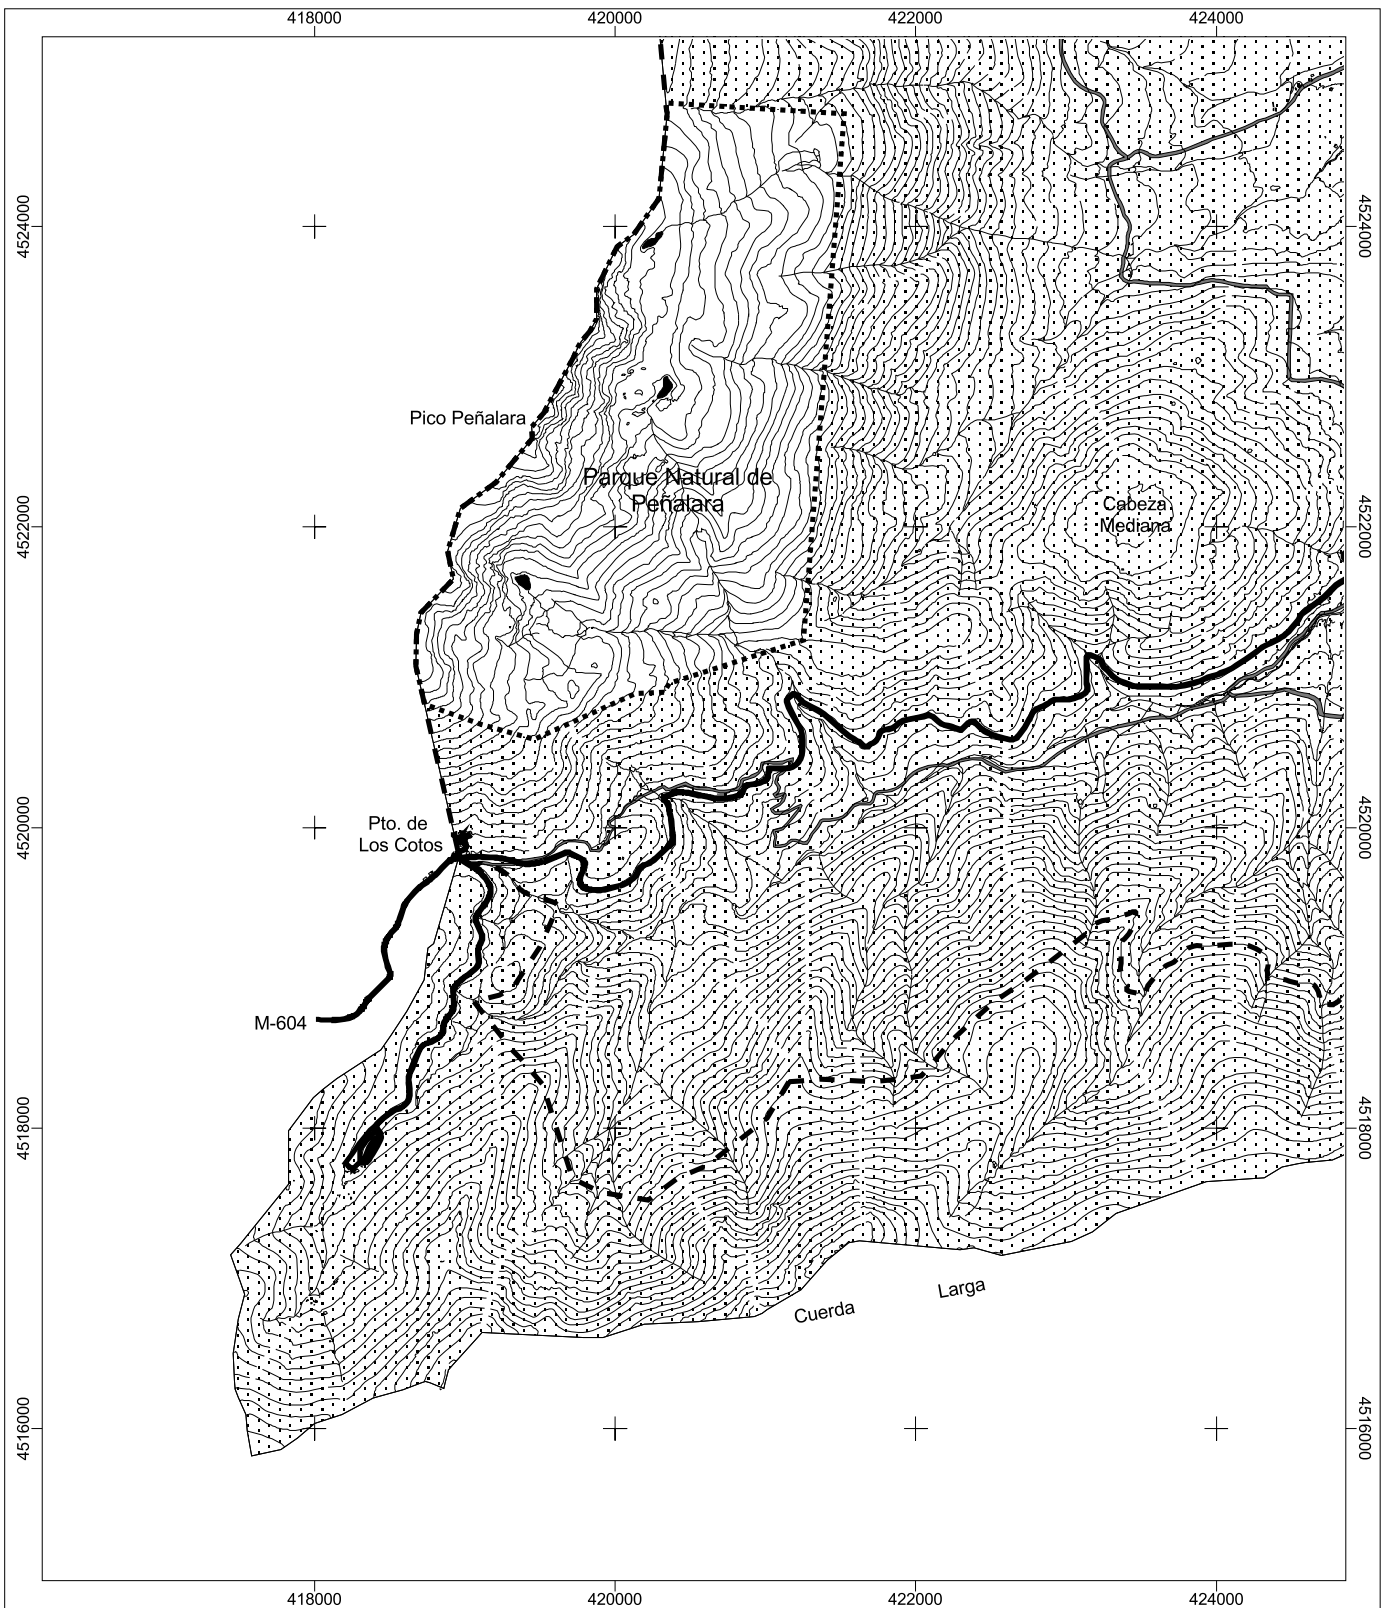 418000
420000
422000
424000
4524000
4524000
Pico Peñalara
Parque Natural de
Peñalara
4522000
Cabeza
Mediana
4522000
4520000
Pto. de
Los Cotos
4520000
M-604
4518000
4518000
Cuerda
Larga
4516000
4516000
418000
420000
422000
424000